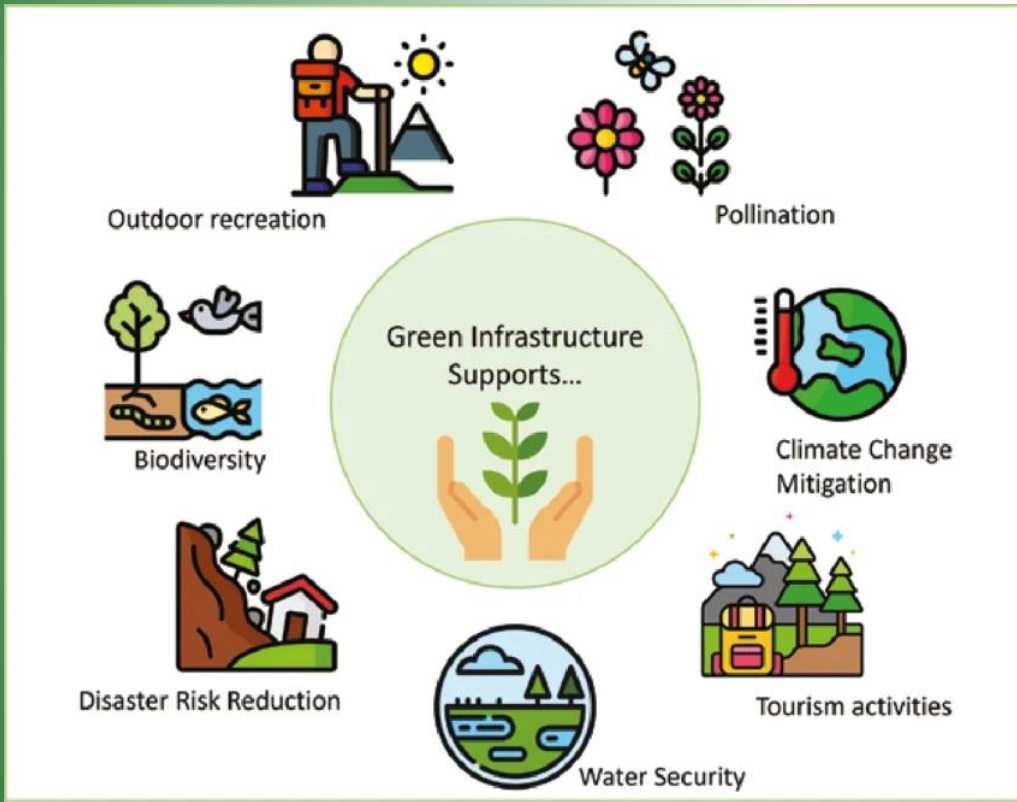 Outdoor recreation
Pollination
Green Infrastructure
Supports...
Biodiversity
Climate Change
Mitigation
Disaster Risk Reduction
Tourism activities
Water Security